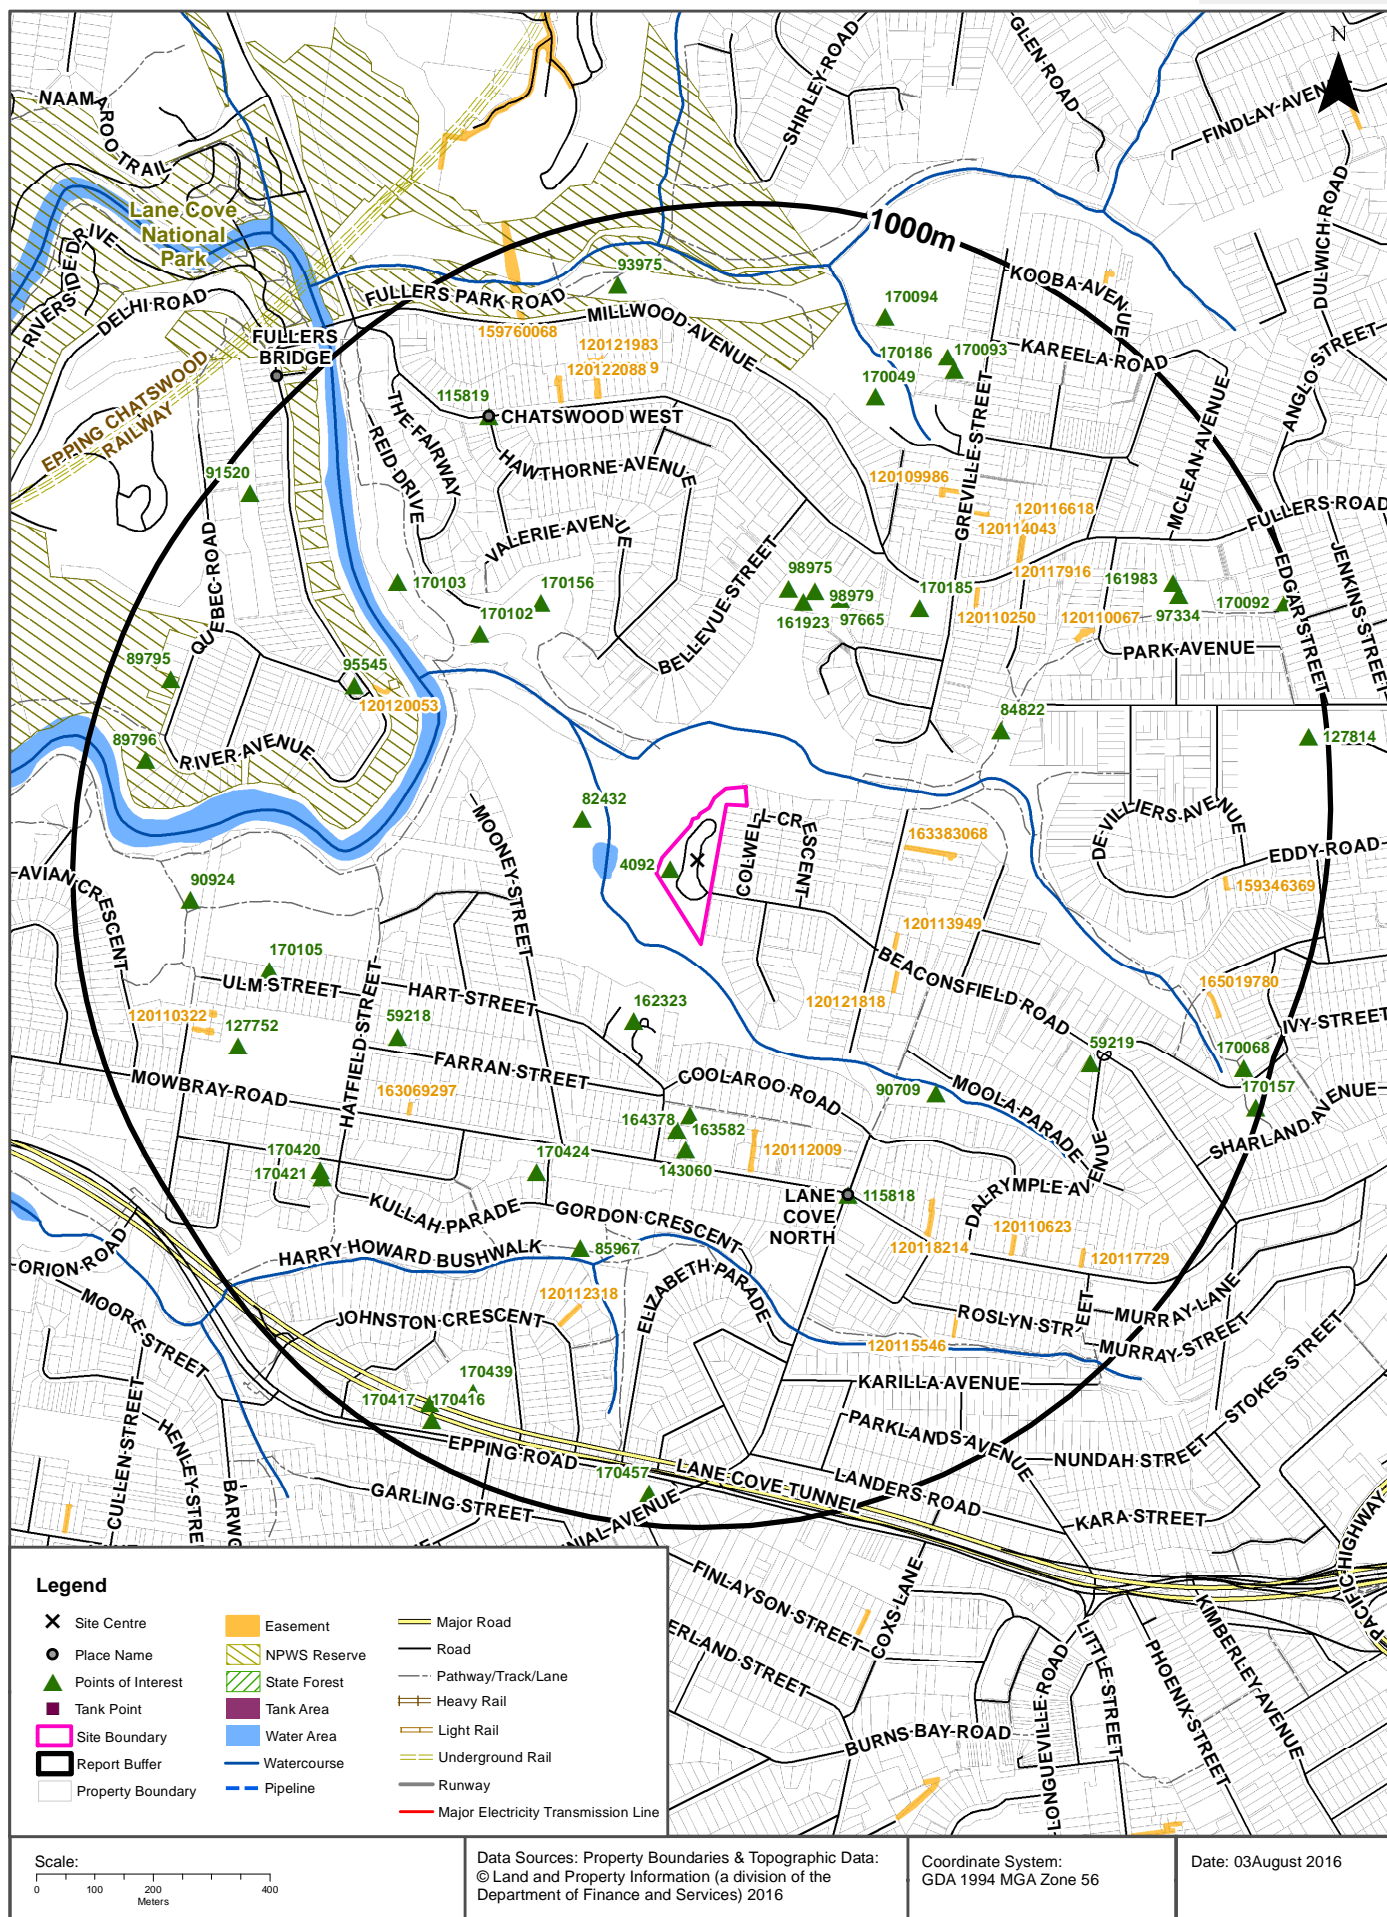 N
NAAMAROO TRAIL
SHIRLEY ROAD
GLEN ROAD
FINDLAY AVENUE
DULWICH ROAD
Lane Cove
National
Park
RIVERSIDE DRIVE
DELHI ROAD
1000m
93975
FULLERS PARK ROAD
KOOBA AVENUE
170094
FULLERS
BRIDGE
159760068
MILLWOOD AVENUE
120121983
120122088
9
170186
170093
KAREELA ROAD
ANGLO STREET
170049
EPPING CHATSWOOD
RAILWAY
115819
CHATSWOOD WEST
THE FAIRWAY
REID DRIVE
HAWTHORNE AVENUE
GREVILLE STREET
MCLEAN AVENUE
91520
120109986
120116618
120114043
FULLERS ROAD
QUEBEC ROAD
VALERIE AVENUE
BELLEVUE STREET
98975
120117916
161983
JENKINS STREET
EDGAR STREET
170103
170156
98979
170185
170102
161923
97665
120110250
120110067
97334
170092
PARK AVENUE
89795
95545
120120053
84822
127814
89796
RIVER AVENUE
MOONEY STREET
82432
COLWELL CRESCENT
DE VILLIERS AVENUE
163383068
EDDY ROAD
4092
159346369
AVIAN CRESCENT
90924
120113949
170105
BEACONSFIELD ROAD
165019780
ULM STREET
HART STREET
120121818
120110322
127752
HATFIELD STREET
59218
162323
IVY STREET
FARRAN STREET
59219
170068
MOWBRAY ROAD
COOLAROO ROAD
90709
MOOLA PARADE
170157
163069297
SHARLAND AVENUE
164378
163582
120112009
170420
170424
143060
170421
LANE
COVE
NORTH
115818
DALRYMPLE AVENUE
KULLAH PARADE
GORDON CRESCENT
120110623
120118214
120117729
ORION ROAD
HARRY HOWARD BUSHWALK
85967
ELIZABETH PARADE
MOORE STREET
120112318
JOHNSTON CRESCENT
ROSLYN STREET
MURRAY LANE
MURRAY STREET
120115546
STOKES STREET
170439
KARILLA AVENUE
170417
170416
PARKLANDS AVENUE
CULLEN STREET
HENLEY STRE
BARWO
EPPING ROAD
NUNDAH STREET
170457
LANE COVE TUNNEL
LANDERS ROAD
GARLING STREET
NIAL AVENUE
KARA STREET
PACIFIC HIGHWAY
FINLAYSON STREET
COXS LANE
ERLAND STREET
LONGUEVILLE ROAD
LITTLE STREET
PHOENIX STREET
KIMBERLEY AVENUE
BURNS BAY ROAD
Legend
Site Centre
Place Name
Points of Interest
Tank Point
Site Boundary
Report Buffer
Property Boundary
Easement
NPWS Reserve
State Forest
Tank Area
Water Area
Watercourse
Pipeline
Major Road
Road
Pathway/Track/Lane
Heavy Rail
Light Rail
Underground Rail
Runway
Major Electricity Transmission Line
Scale:
0 100 200 400
Meters
Data Sources: Property Boundaries & Topographic Data:
© Land and Property Information (a division of the
Department of Finance and Services) 2016
Coordinate System:
GDA 1994 MGA Zone 56
Date: 03August 2016